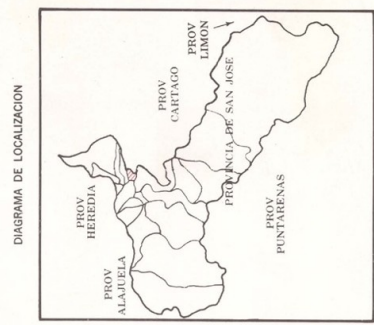 DIAGRAMA DE LOCALIZACION
PROV
HEREDIA
PROV
ALAJUELA
PROV
CARTAGO
PROV
LIMON
PROVINCIA DE SAN JOSE
PROV
PUNTARENAS